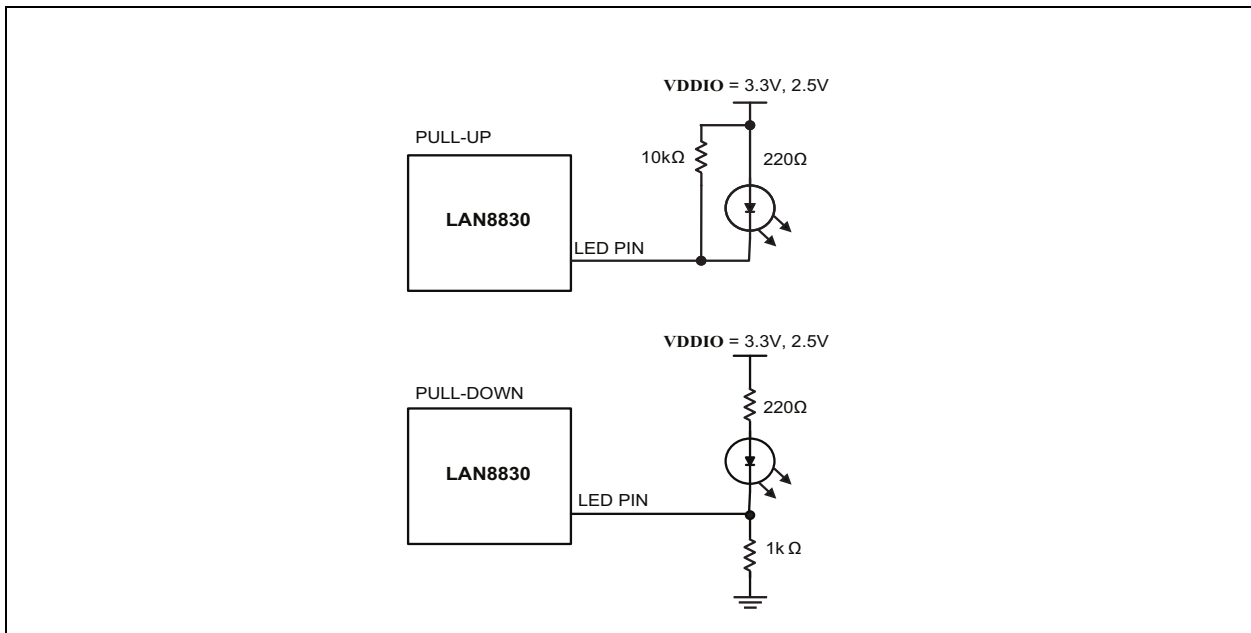 VDDIO = 3.3V, 2.5V
PULL-UP
10kΩ
220Ω
LAN8830
LED PIN
VDDIO = 3.3V, 2.5V
PULL-DOWN
220Ω
LAN8830
LED PIN
1k Ω